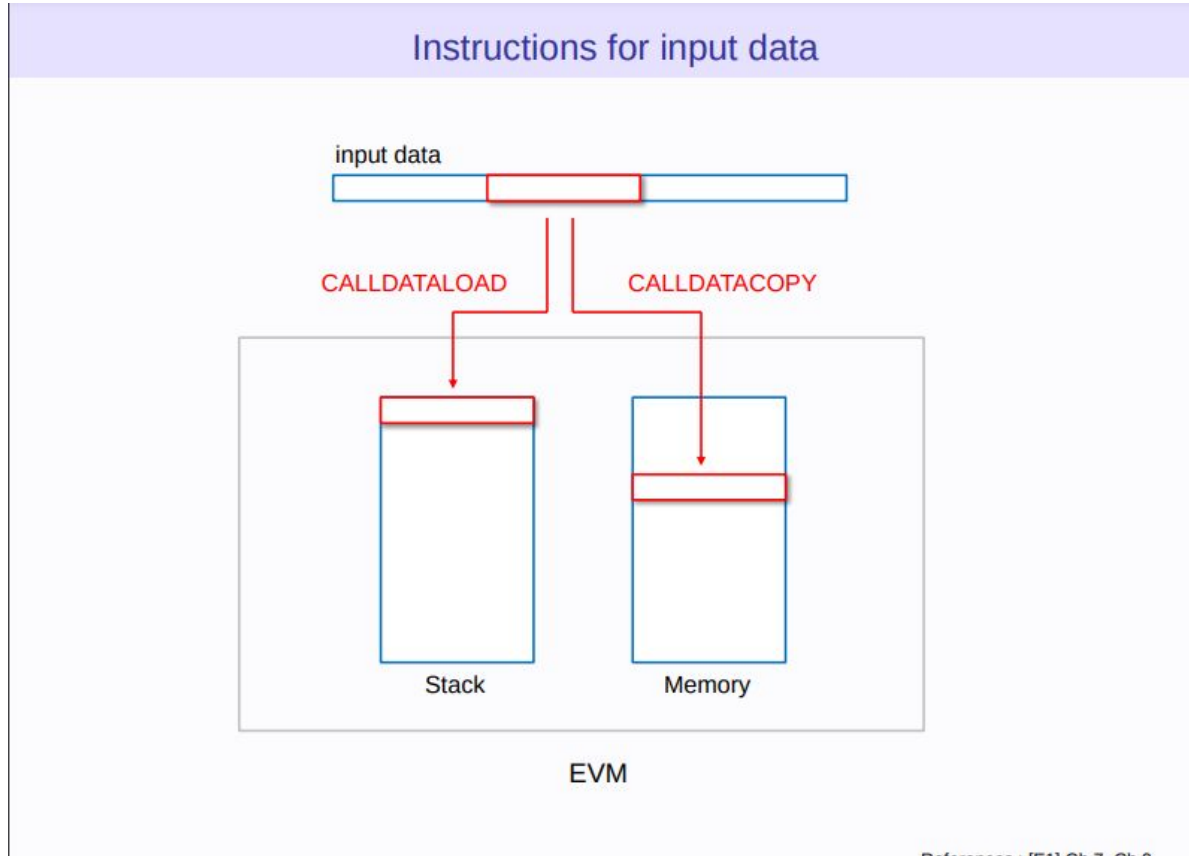 Instructions for input data
input data
CALLDATALOAD CALLDATACOPY
Stack Memory
EVM